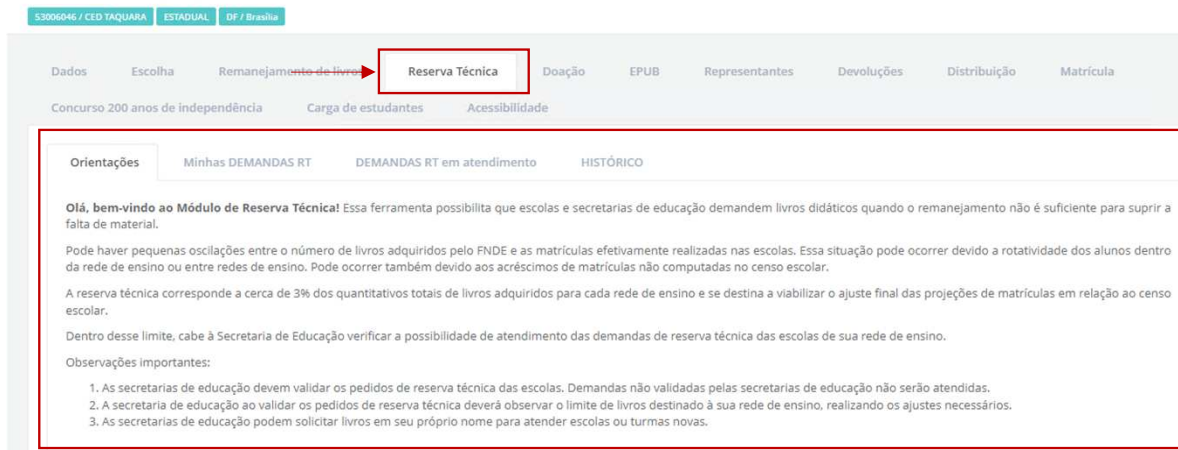 53006046 / CED TAQUARA ESTADUAL DF / Brasília
Dados Escolha Remanejamento de livros Reserva Técnica Doação EPUB Representantes Devoluções Distribuição Matrícula
Concurso 200 anos de independência Carga de estudantes Acessibilidade
Orientações Minhas DEMANDAS RT DEMANDAS RT em atendimento HISTÓRICO
Olá, bem-vindo ao Módulo de Reserva Técnica! Essa ferramenta possibilita que escolas e secretarias de educação demandem livros didáticos quando o remanejamento não é suficiente para suprir a
falta de material.
Pode haver pequenas oscilações entre o número de livros adquiridos pelo FNDE e as matrículas efetivamente realizadas nas escolas. Essa situação pode ocorrer devido a rotatividade dos alunos dentro
da rede de ensino ou entre redes de ensino. Pode ocorrer também devido aos acréscimos de matrículas não computadas no censo escolar.
A reserva técnica corresponde a cerca de 3% dos quantitativos totais de livros adquiridos para cada rede de ensino e se destina a viabilizar o ajuste final das projeções de matrículas em relação ao censo
escolar.
Dentro desse limite, cabe à Secretaria de Educação verificar a possibilidade de atendimento das demandas de reserva técnica das escolas de sua rede de ensino.
Observações importantes:
1. As secretarias de educação devem validar os pedidos de reserva técnica das escolas. Demandas não validadas pelas secretarias de educação não serão atendidas.
2. A secretaria de educação ao validar os pedidos de reserva técnica deverá observar o limite de livros destinado à sua rede de ensino, realizando os ajustes necessários.
3. As secretarias de educação podem solicitar livros em seu próprio nome para atender escolas ou turmas novas.